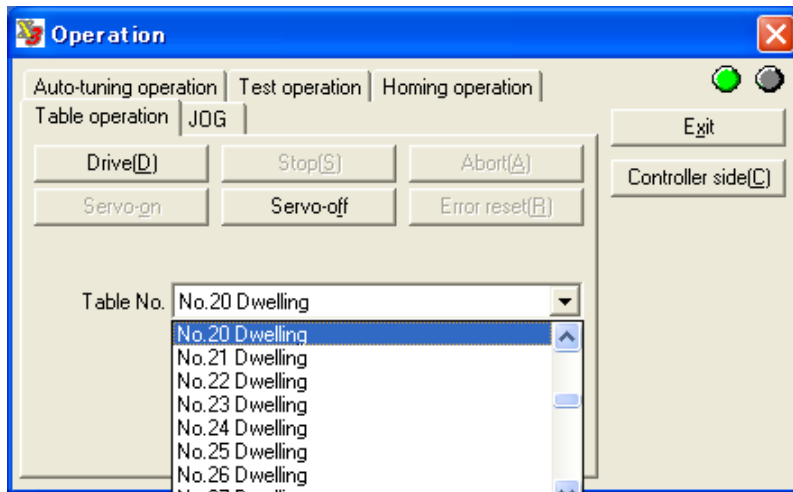 Operation
Auto-tuning operation Test operation Homing operation
Table operation JOG
Exit
Drive(D) Stop(S) Abort(A)
Controller side(C)
Servo-on Servo-off Error reset(R)
Table No. No.20 Dwelling
No.20 Dwelling
No.21 Dwelling
No.22 Dwelling
No.23 Dwelling
No.24 Dwelling
No.25 Dwelling
No.26 Dwelling